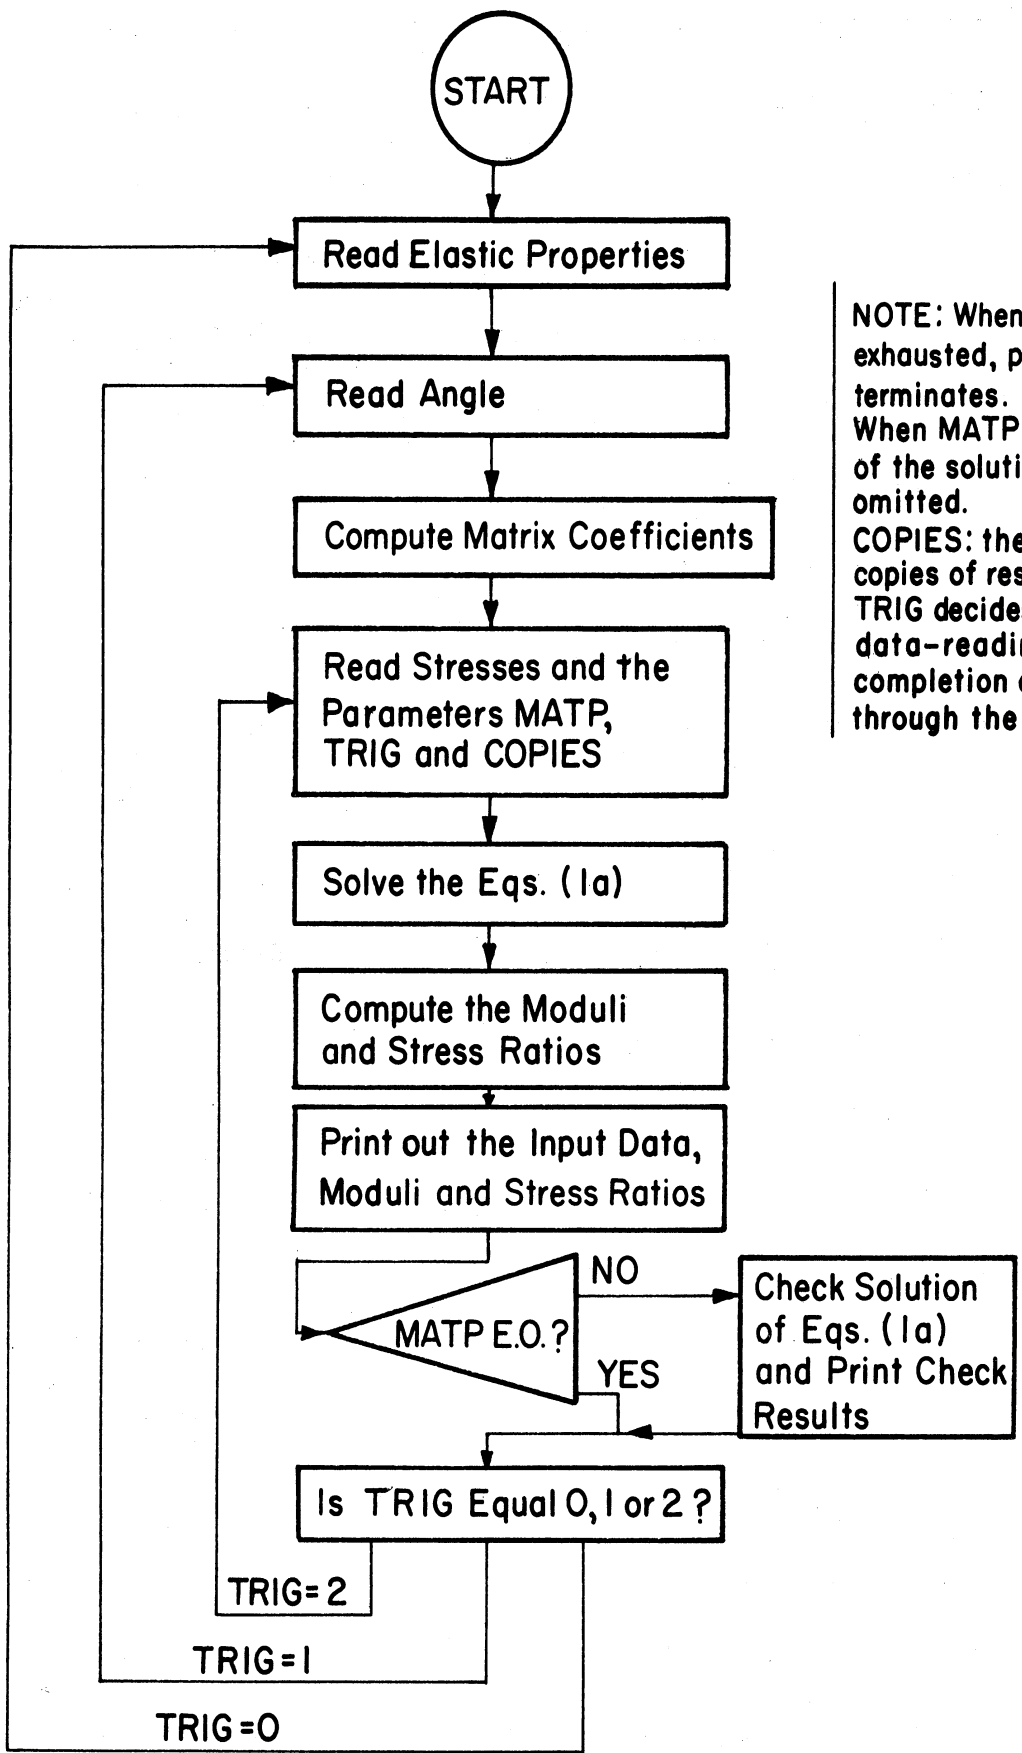 START
Read Elastic Properties
Read Angle
Compute Matrix Coefficients
Read Stresses and the
Parameters MATP,
TRIG and COPIES
Solve the Eqs. (1a)
Compute the Moduli
and Stress Ratios
Print out the Input Data,
Moduli and Stress Ratios
MATP E.O.?
NO
YES
Check Solution
of Eqs. (1a)
and Print Check
Results
Is TRIG Equal 0, 1 or 2?
TRIG=2
TRIG=1
TRIG=0
NOTE: When
exhausted,
terminates.
When MATP
of the
omitted.
COPIES: the
copies of
TRIG
completion
through the